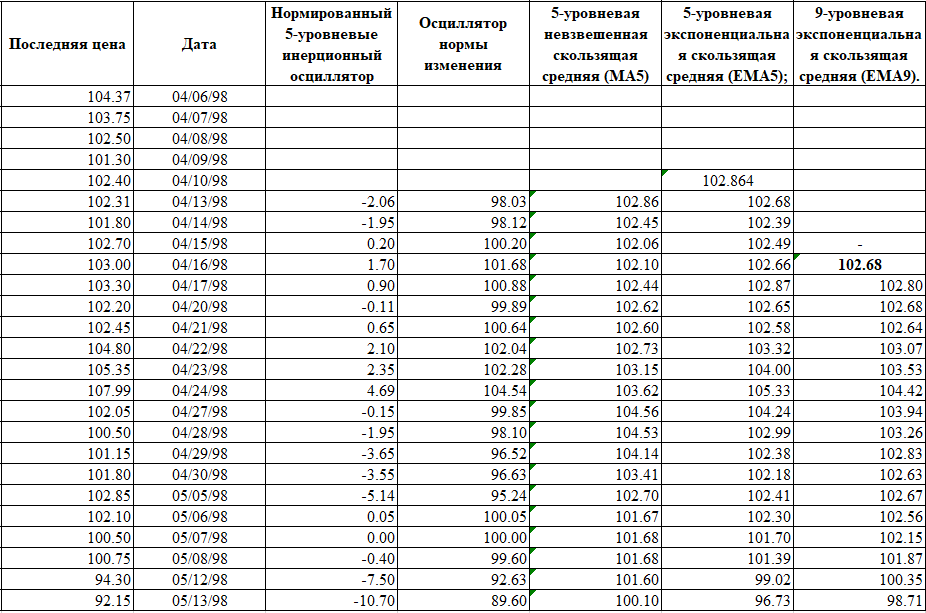 Последняя цена | Дата | Нормированный 5-уровневые инерционный осциллятор | Осциллятор нормы изменения | 5-уровневая невзвешенная скользящая средняя (MA5) | 5-уровневая экспоненциальна я скользящая средняя (EMA5); | 9-уровневая экспоненциальна я скользящая средняя (EMA9).
104.37 | 04/06/98
103.75 | 04/07/98
102.50 | 04/08/98
101.30 | 04/09/98
102.40 | 04/10/98 | 102.864
102.31 | 04/13/98 | -2.06 | 98.03 | 102.86 | 102.68
101.80 | 04/14/98 | -1.95 | 98.12 | 102.45 | 102.39
102.70 | 04/15/98 | 0.20 | 100.20 | 102.06 | 102.49 | -
103.00 | 04/16/98 | 1.70 | 101.68 | 102.10 | 102.66 | 102.68
103.30 | 04/17/98 | 0.90 | 100.88 | 102.44 | 102.87 | 102.80
102.20 | 04/20/98 | -0.11 | 99.89 | 102.62 | 102.65 | 102.68
102.45 | 04/21/98 | 0.65 | 100.64 | 102.60 | 102.58 | 102.64
104.80 | 04/22/98 | 2.10 | 102.04 | 102.73 | 103.32 | 103.07
105.35 | 04/23/98 | 2.35 | 102.28 | 103.15 | 104.00 | 103.53
107.99 | 04/24/98 | 4.69 | 104.54 | 103.62 | 105.33 | 104.42
102.05 | 04/27/98 | -0.15 | 99.85 | 104.56 | 104.24 | 103.94
100.50 | 04/28/98 | -1.95 | 98.10 | 104.53 | 102.99 | 103.26
101.15 | 04/29/98 | -3.65 | 96.52 | 104.14 | 102.38 | 102.83
101.80 | 04/30/98 | -3.55 | 96.63 | 103.41 | 102.18 | 102.63
102.85 | 05/05/98 | -5.14 | 95.24 | 102.70 | 102.41 | 102.67
102.10 | 05/06/98 | 0.05 | 100.05 | 101.67 | 102.30 | 102.56
100.50 | 05/07/98 | 0.00 | 100.00 | 101.68 | 101.70 | 102.15
100.75 | 05/08/98 | -0.40 | 99.60 | 101.68 | 101.39 | 101.87
94.30 | 05/12/98 | -7.50 | 92.63 | 101.60 | 99.02 | 100.35
92.15 | 05/13/98 | -10.70 | 89.60 | 100.10 | 96.73 | 98.71